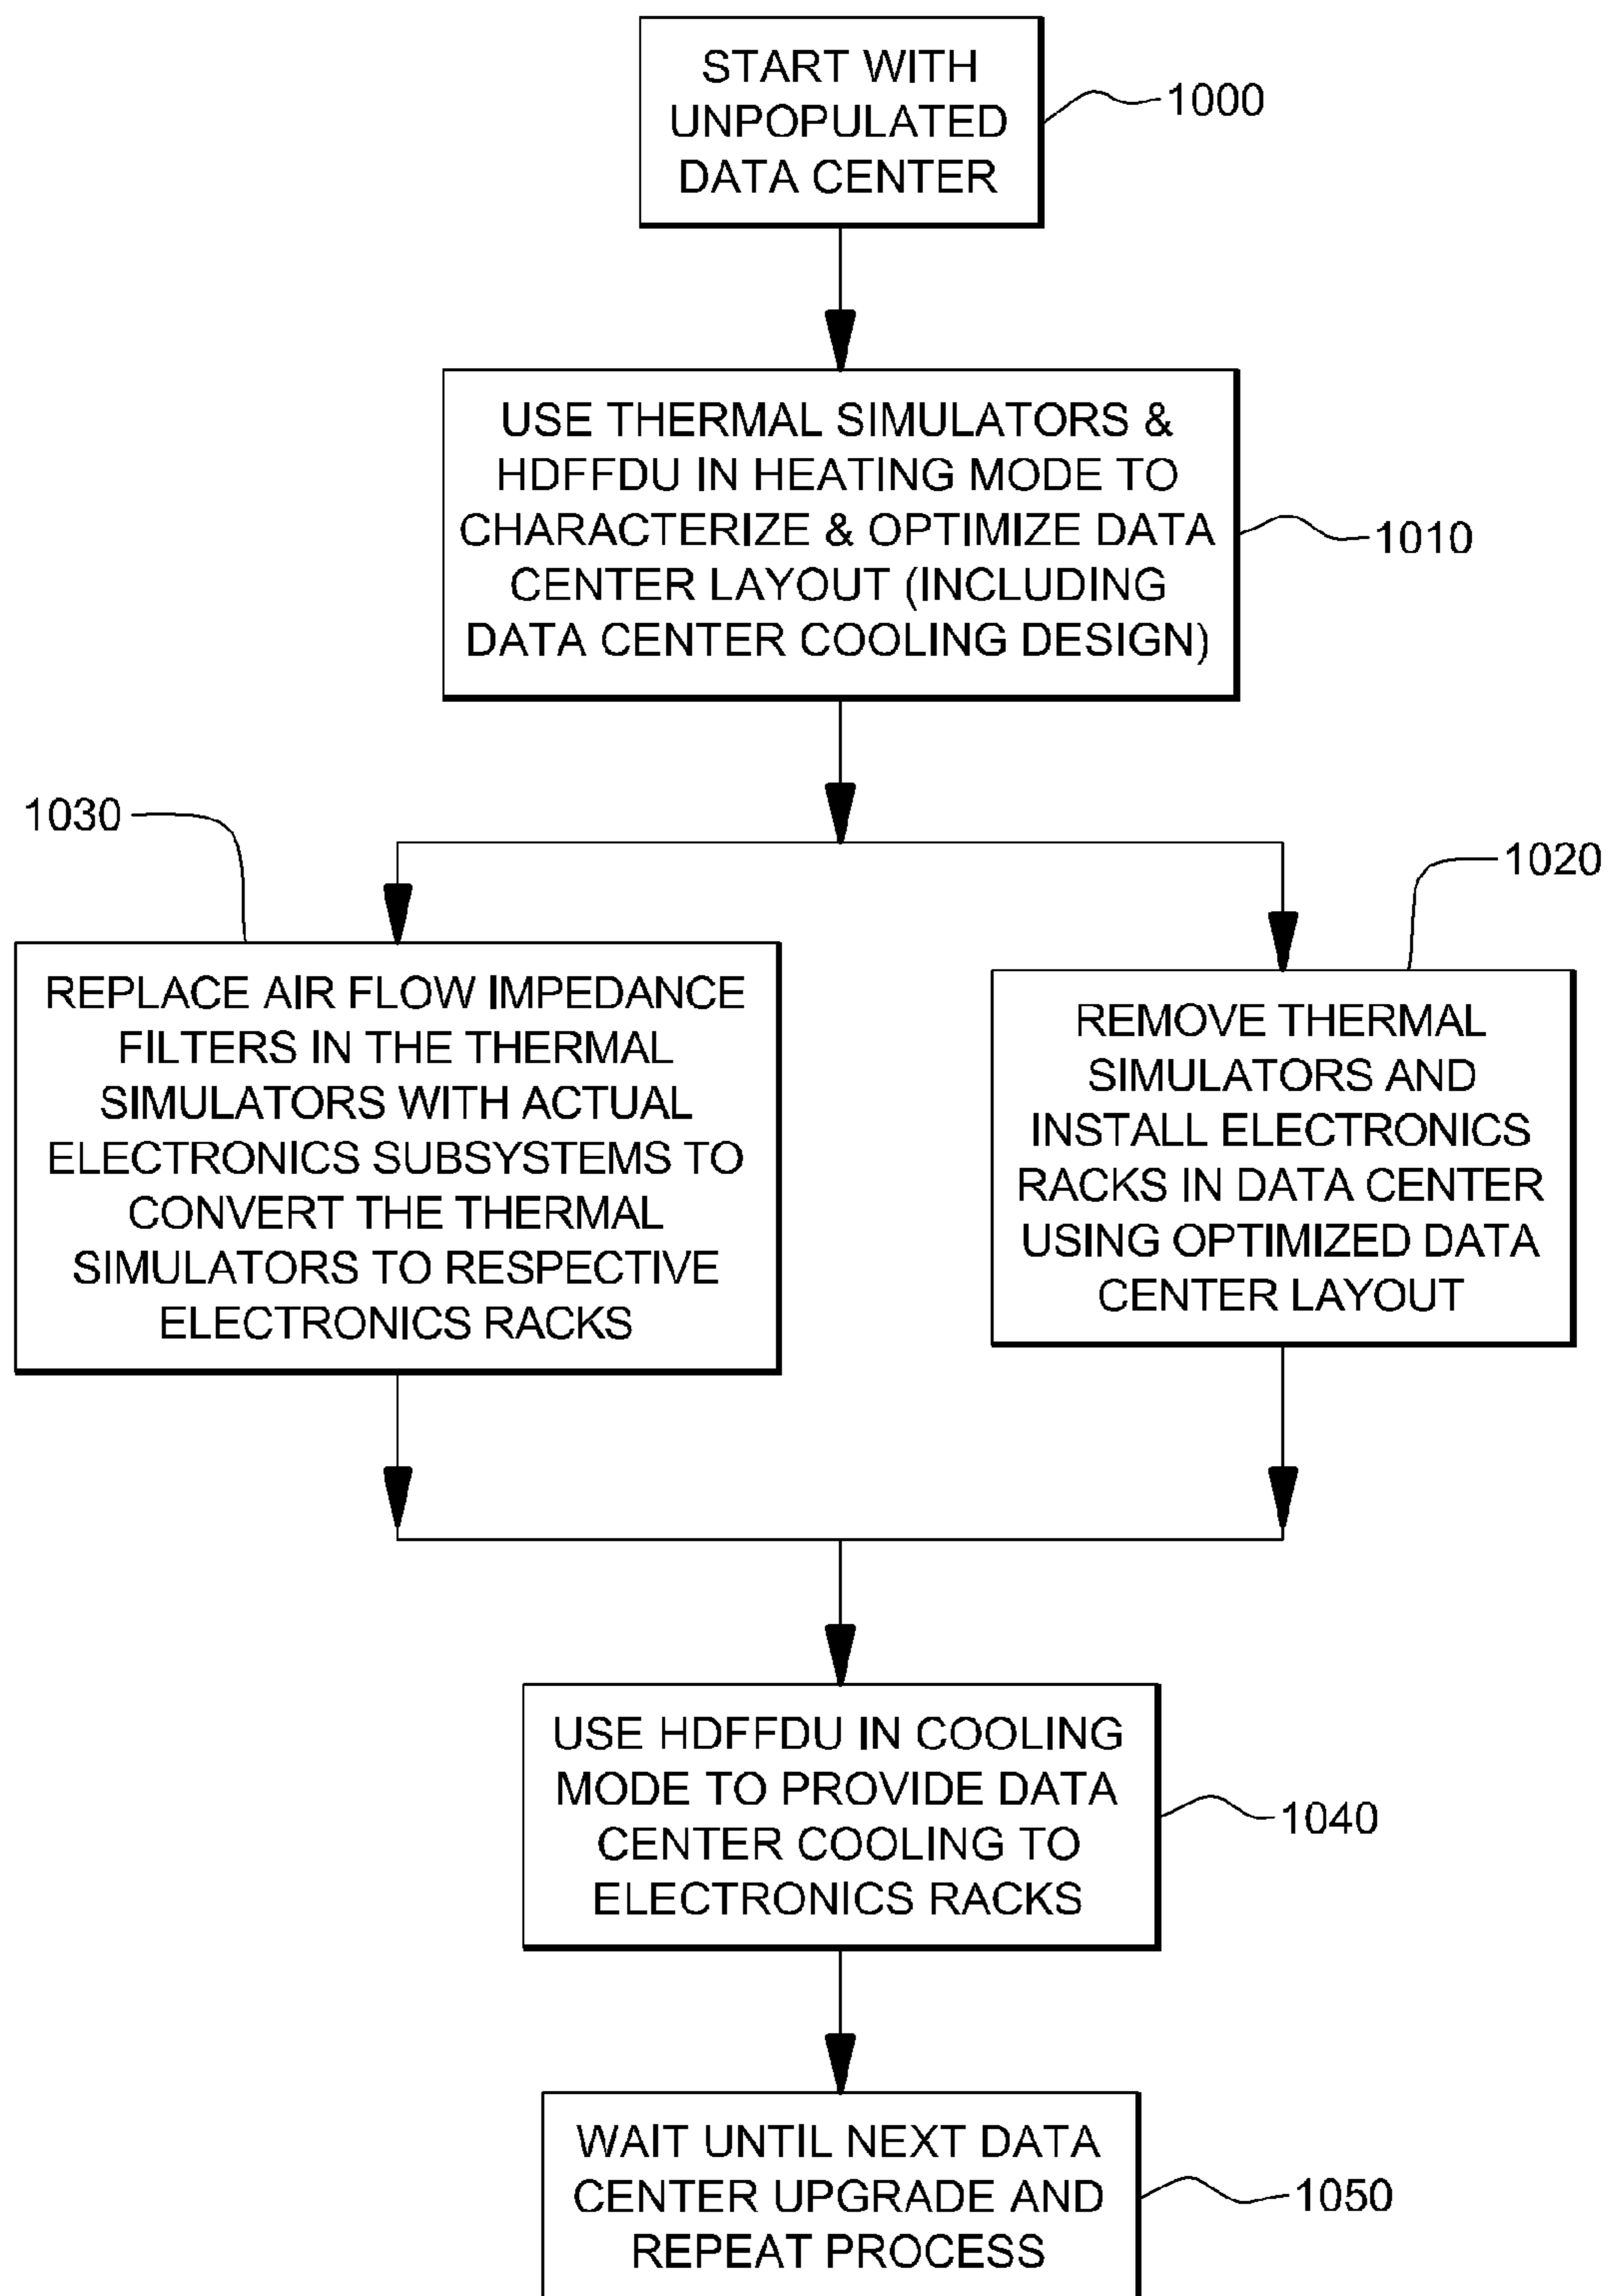 START WITH
UNPOPULATED
DATA CENTER
1000
USE THERMAL SIMULATORS &
HDFFDU IN HEATING MODE TO
CHARACTERIZE & OPTIMIZE DATA
CENTER LAYOUT (INCLUDING
DATA CENTER COOLING DESIGN)
1010
1030
REPLACE AIR FLOW IMPEDANCE
FILTERS IN THE THERMAL
SIMULATORS WITH ACTUAL
ELECTRONICS SUBSYSTEMS TO
CONVERT THE THERMAL
SIMULATORS TO RESPECTIVE
ELECTRONICS RACKS
1020
REMOVE THERMAL
SIMULATORS AND
INSTALL ELECTRONICS
RACKS IN DATA CENTER
USING OPTIMIZED DATA
CENTER LAYOUT
USE HDFFDU IN COOLING
MODE TO PROVIDE DATA
CENTER COOLING TO
ELECTRONICS RACKS
1040
WAIT UNTIL NEXT DATA
CENTER UPGRADE AND
REPEAT PROCESS
1050